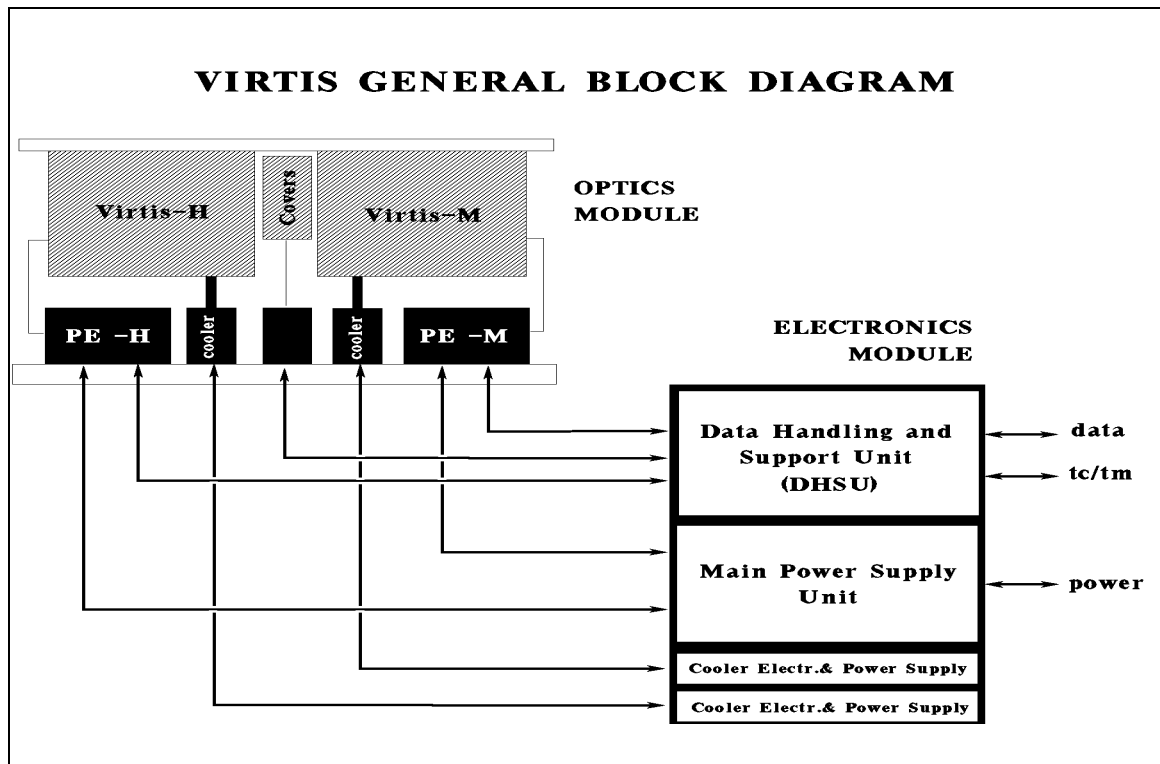 VIRTIS GENERAL BLOCK DIAGRAM
Virtis-H
Covers
Virtis-M
OPTICS
MODULE
PE -H
cooler
cooler
PE -M
ELECTRONICS
MODULE
Data Handling and
Support Unit
(DHSU)
data
tc/tm
Main Power Supply
Unit
power
Cooler Electr.& Power Supply
Cooler Electr.& Power Supply